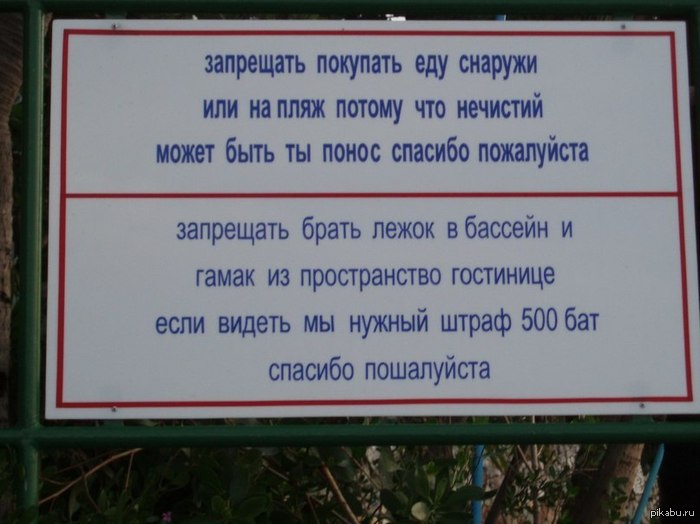 запрещать покупать еду снаружи
или на пляж потому что нечистий
может быть ты понос спасибо пожалуйста
запрещать брать лежок в бассейн и
гамак из пространство гостинице
если видеть мы нужный штраф 500 бат
спасибо пошалуйста
pikabu.ru